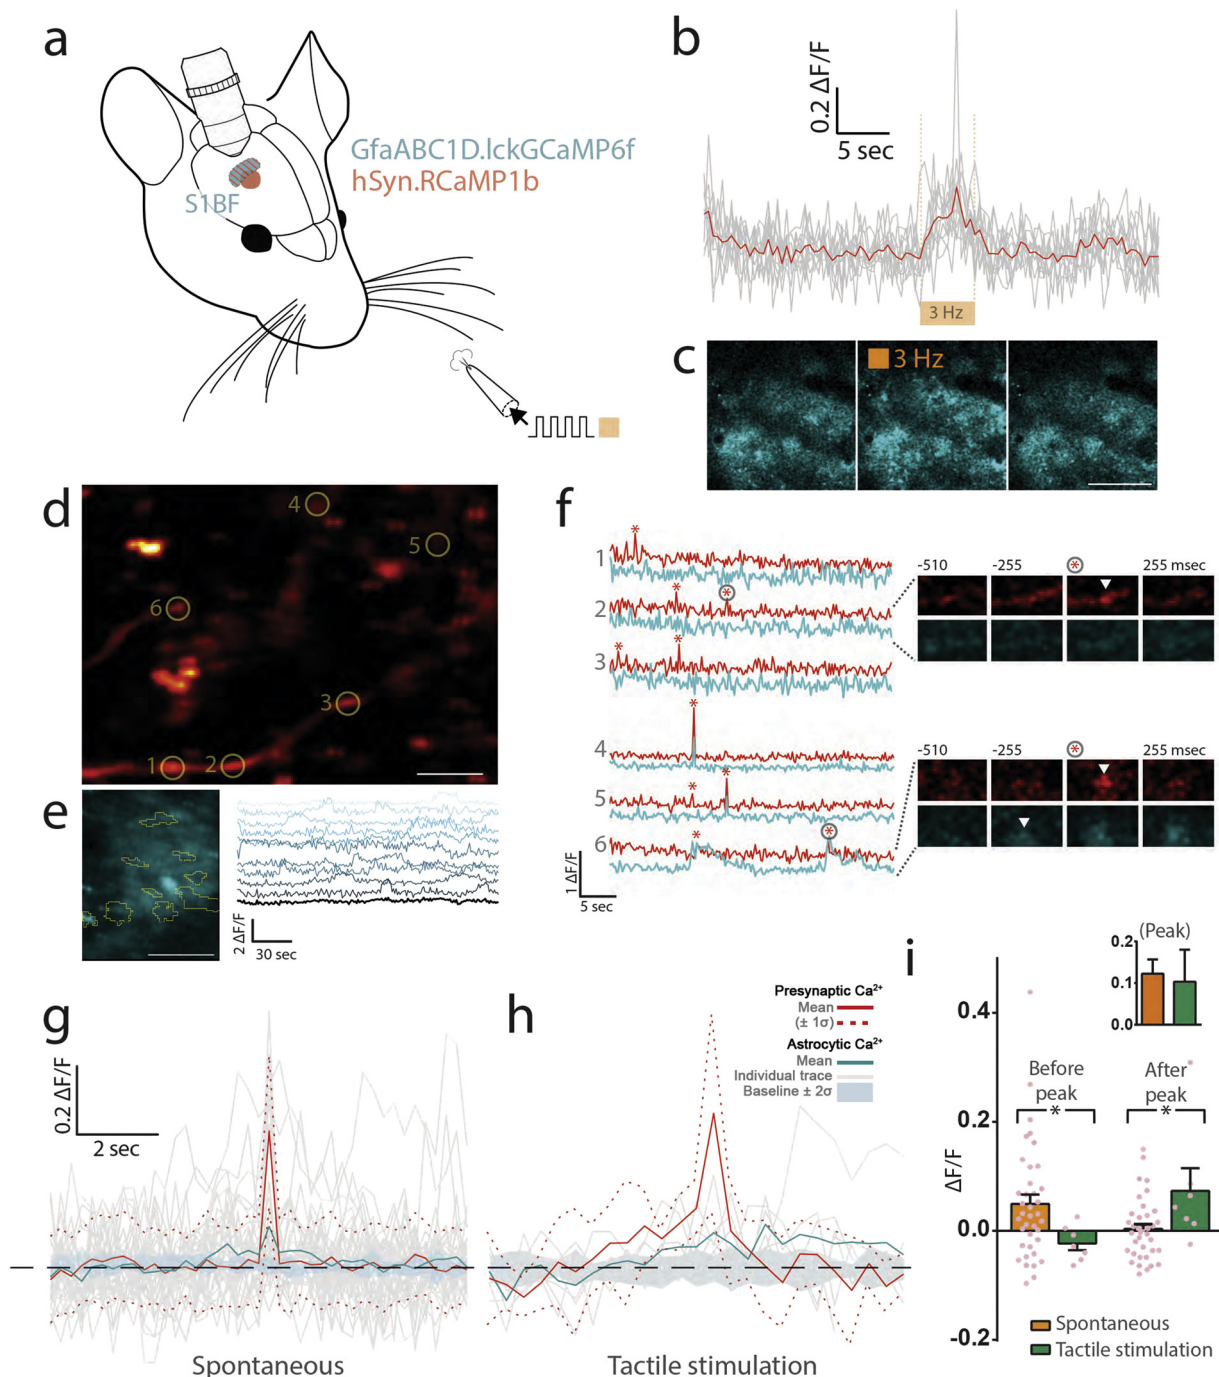 a
GfaABC1D.lckGCaMP6f
hSyn.RCaMP1b
S1BF
b
0.2 ΔF/F
5 sec
3 Hz
c
3 Hz
d
4
5
6
3
1
2
e
2 ΔF/F
30 sec
f
1
*
2
*
*
3
*
*
4
*
5
*
*
6
*
*
1 ΔF/F
5 sec
-510
-255
*
255 msec
-510
-255
*
255 msec
g
0.2 ΔF/F
2 sec
Spontaneous
h
Presynaptic Ca²⁺
Mean
(± 1σ)
Astrocytic Ca²⁺
Mean
Individual trace
Baseline ± 2σ
Tactile stimulation
i
(Peak)
0.2
0.1
0.0
ΔF/F
0.4
0.2
0.0
-0.2
Before
peak
*
After
peak
*
Spontaneous
Tactile stimulation